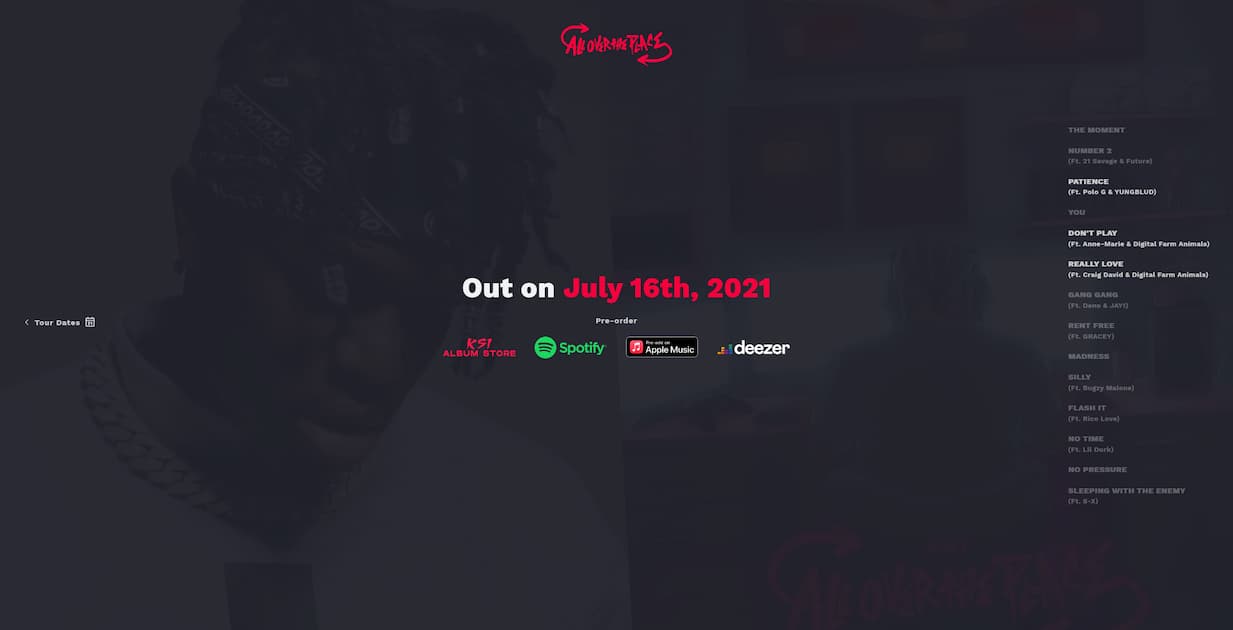 ALL OVER THE PLACE
THE MOMENT
NUMBER 2
(Ft. 21 Savage & Future)
PATIENCE
(Ft. Polo G & YUNGBLUD)
YOU
DON'T PLAY
(Ft. Anne-Marie & Digital Farm Animals)
REALLY LOVE
(Ft. Craig David & Digital Farm Animals)
GANG GANG
(Ft. Deno & JAY1)
RENT FREE
(Ft. GRACEY)
MADNESS
SILLY
(Ft. Bugzy Malone)
FLASH IT
(Ft. Rico Love)
NO TIME
(Ft. Lil Durk)
NO PRESSURE
SLEEPING WITH THE ENEMY
(Ft. S-X)
Out on July 16th, 2021
Pre-order
Tour Dates
KSI
ALBUM STORE
Spotify
Pre-add on
Apple Music
deezer
ALL OVER THE PLACE